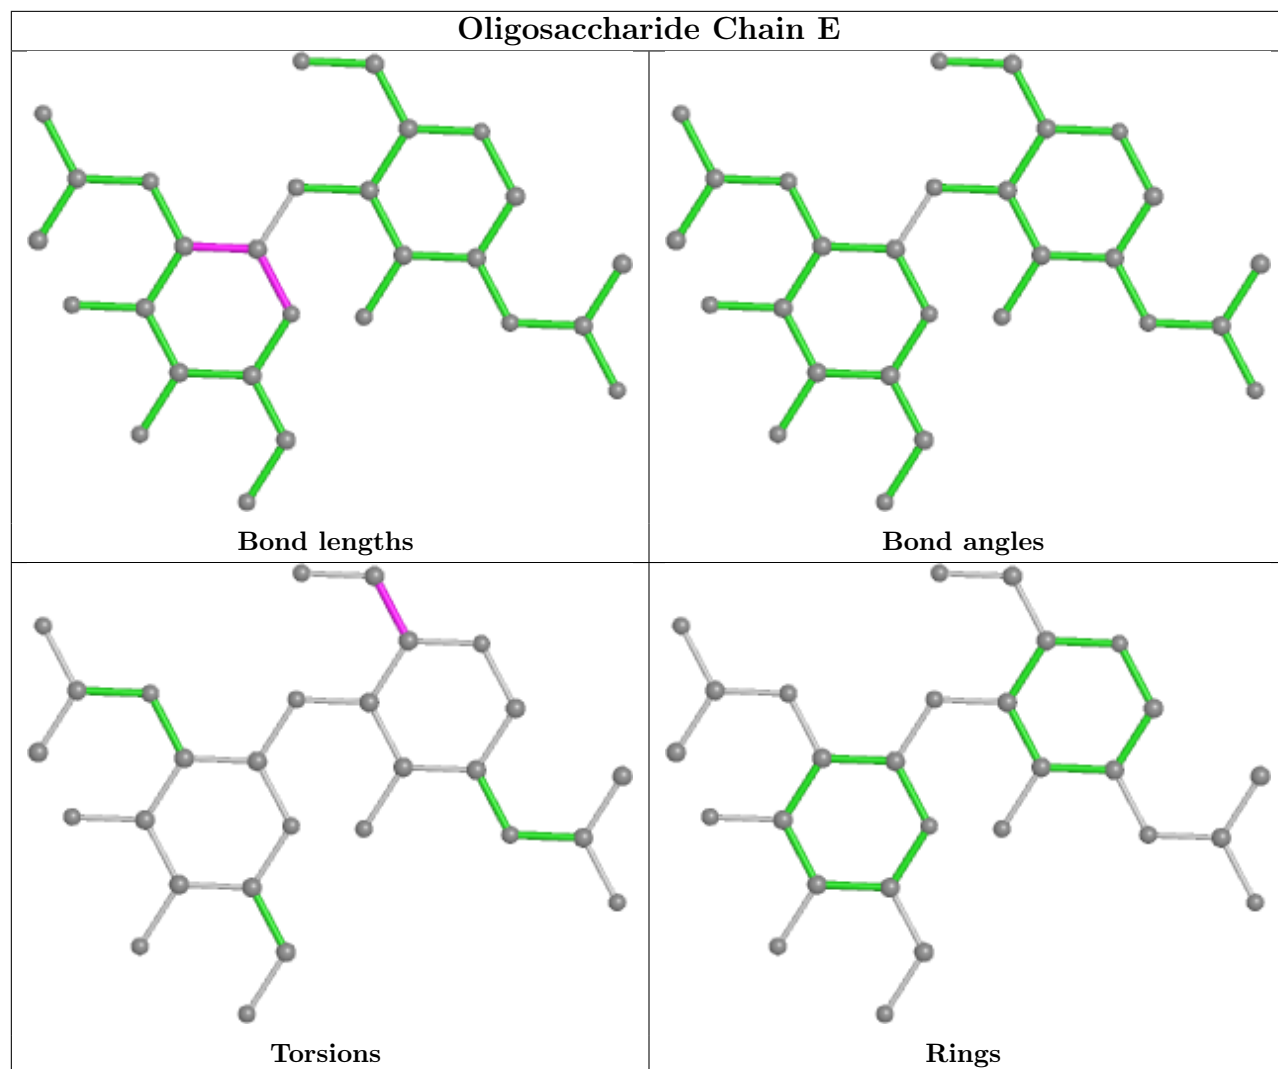 Oligosaccharide Chain E
Bond lengths
Bond angles
Torsions
Rings